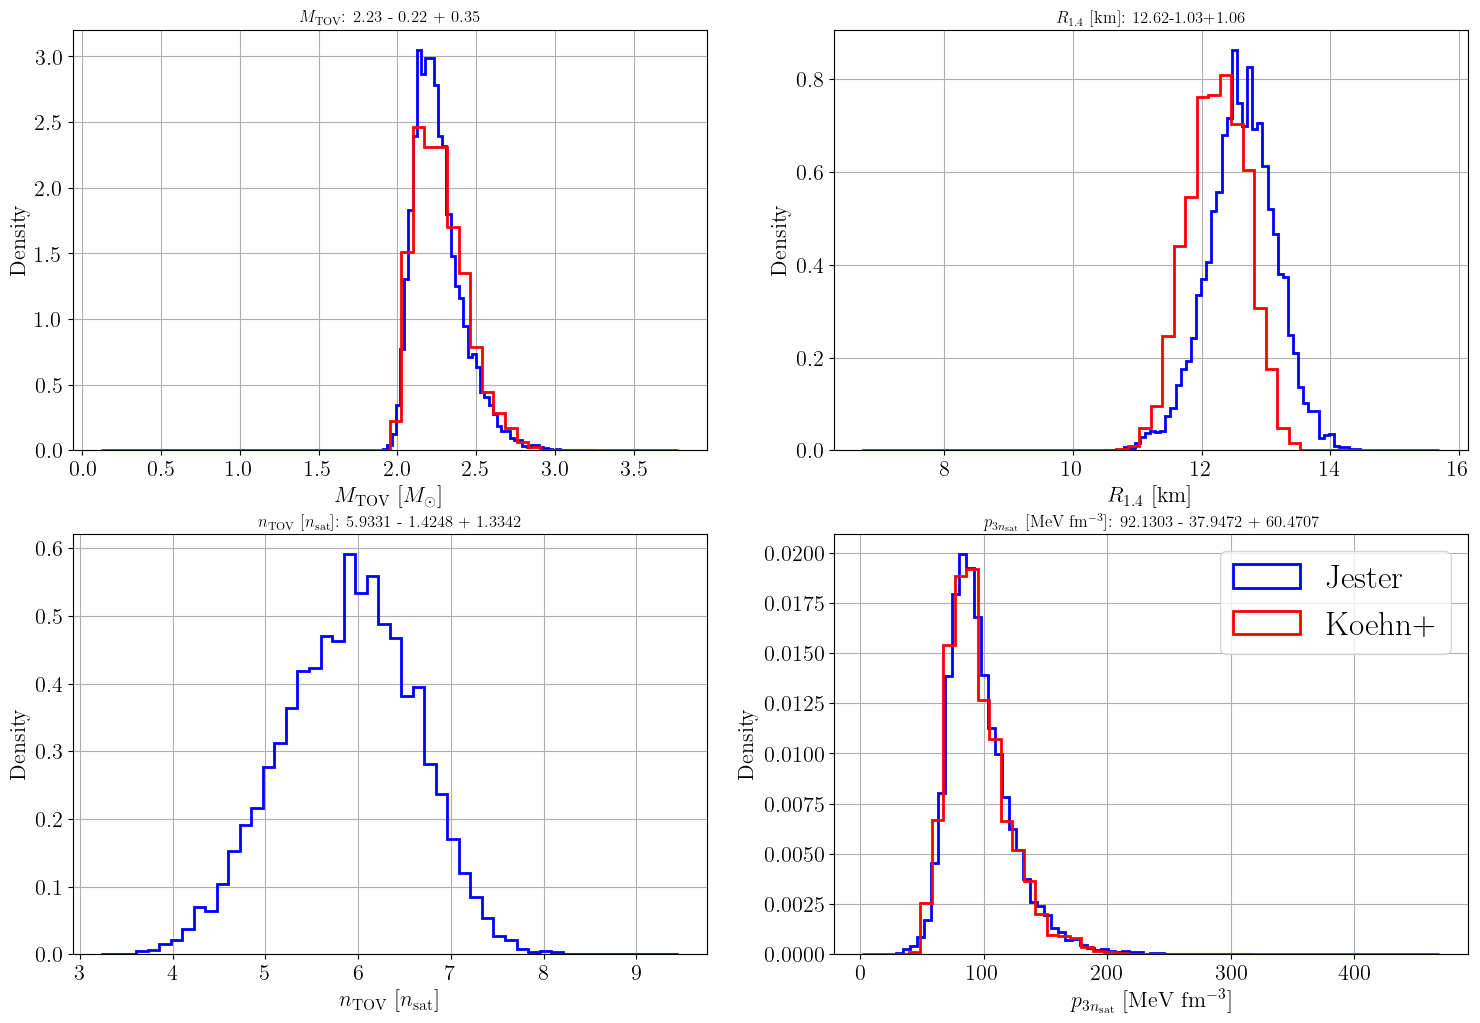 M_TOV: 2.23 - 0.22 + 0.35
3.0
2.5
2.0
1.5
1.0
0.5
0.0
Density
0.0 0.5 1.0 1.5 2.0 2.5 3.0 3.5
M_TOV [M_⊙]
R_1.4 [km]: 12.62-1.03+1.06
0.8
0.6
0.4
0.2
0.0
Density
8 10 12 14 16
R_1.4 [km]
n_TOV [n_sat]: 5.9331 - 1.4248 + 1.3342
0.6
0.5
0.4
0.3
0.2
0.1
0.0
Density
3 4 5 6 7 8 9
n_TOV [n_sat]
p_3n_sat [MeV fm^−3]: 92.1303 - 37.9472 + 60.4707
0.0200
0.0175
0.0150
0.0125
0.0100
0.0075
0.0050
0.0025
0.0000
Density
Jester
Koehn+
0 100 200 300 400
p_3n_sat [MeV fm^−3]